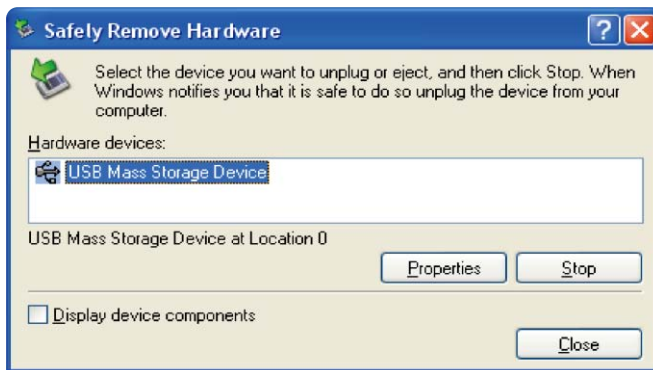 Safely Remove Hardware
Select the device you want to unplug or eject, and then click Stop. When
Windows notifies you that it is safe to do so unplug the device from your
computer.
Hardware devices:
USB Mass Storage Device
USB Mass Storage Device at Location 0
Properties Stop
Display device components
Close